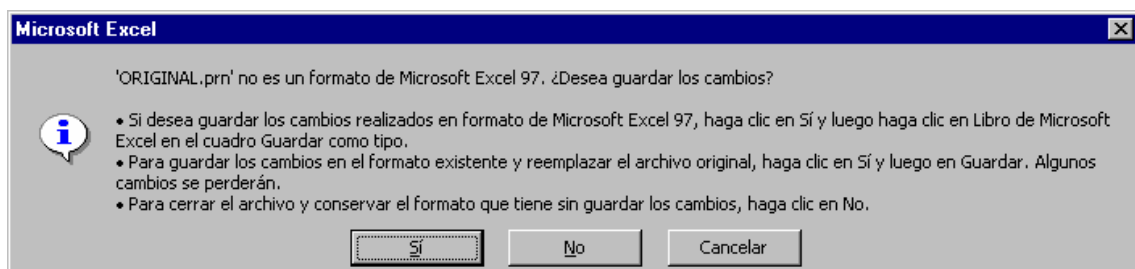 Microsoft Excel
'ORIGINAL.prn' no es un formato de Microsoft Excel 97. ¿Desea guardar los cambios?
• Si desea guardar los cambios realizados en formato de Microsoft Excel 97, haga clic en Sí y luego haga clic en Libro de Microsoft
Excel en el cuadro Guardar como tipo.
• Para guardar los cambios en el formato existente y reemplazar el archivo original, haga clic en Sí y luego en Guardar. Algunos
cambios se perderán.
• Para cerrar el archivo y conservar el formato que tiene sin guardar los cambios, haga clic en No.
Sí No Cancelar